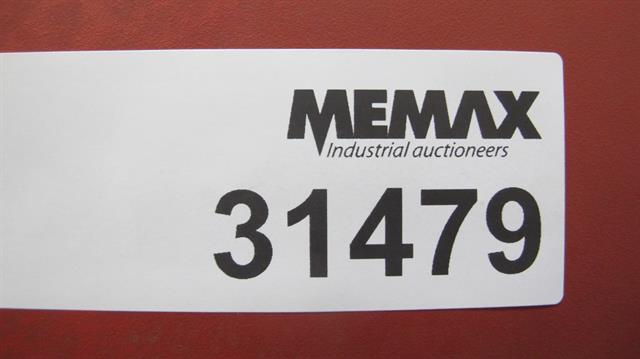 MEMAX
Industrial auctioneers
31479